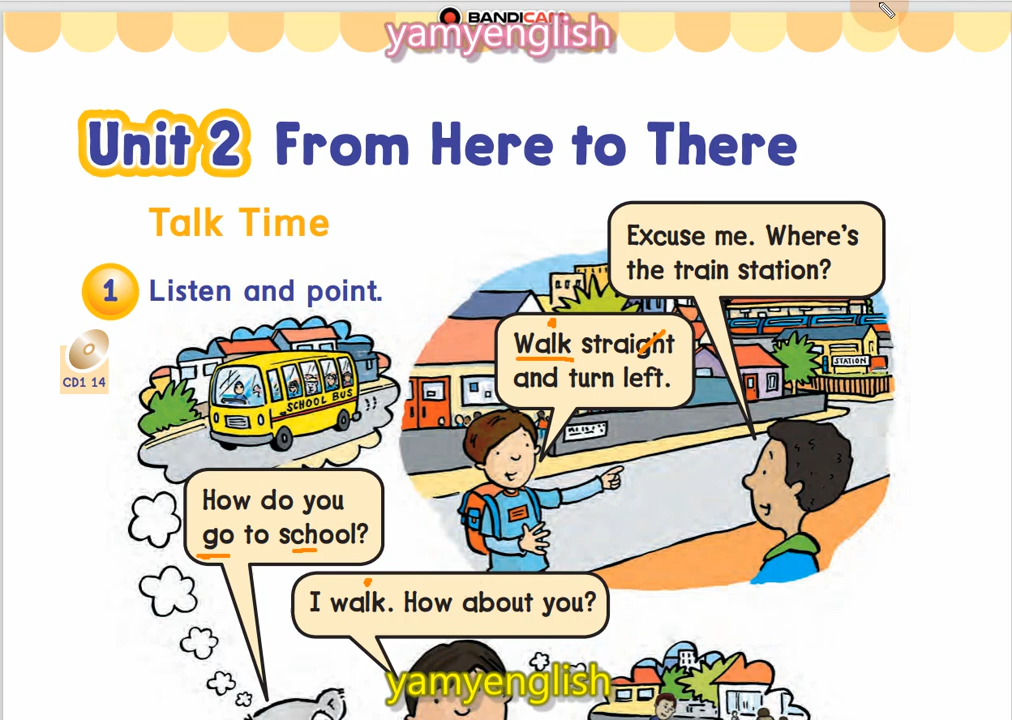 BANDICAM
yamyenglish
Unit 2 From Here to There
Talk Time
1 Listen and point.
CD1 14
Excuse me. Where's
the train station?
Walk straight
and turn left.
STATION
SCHOOL BUS
How do you
go to school?
I walk. How about you?
yamyenglish